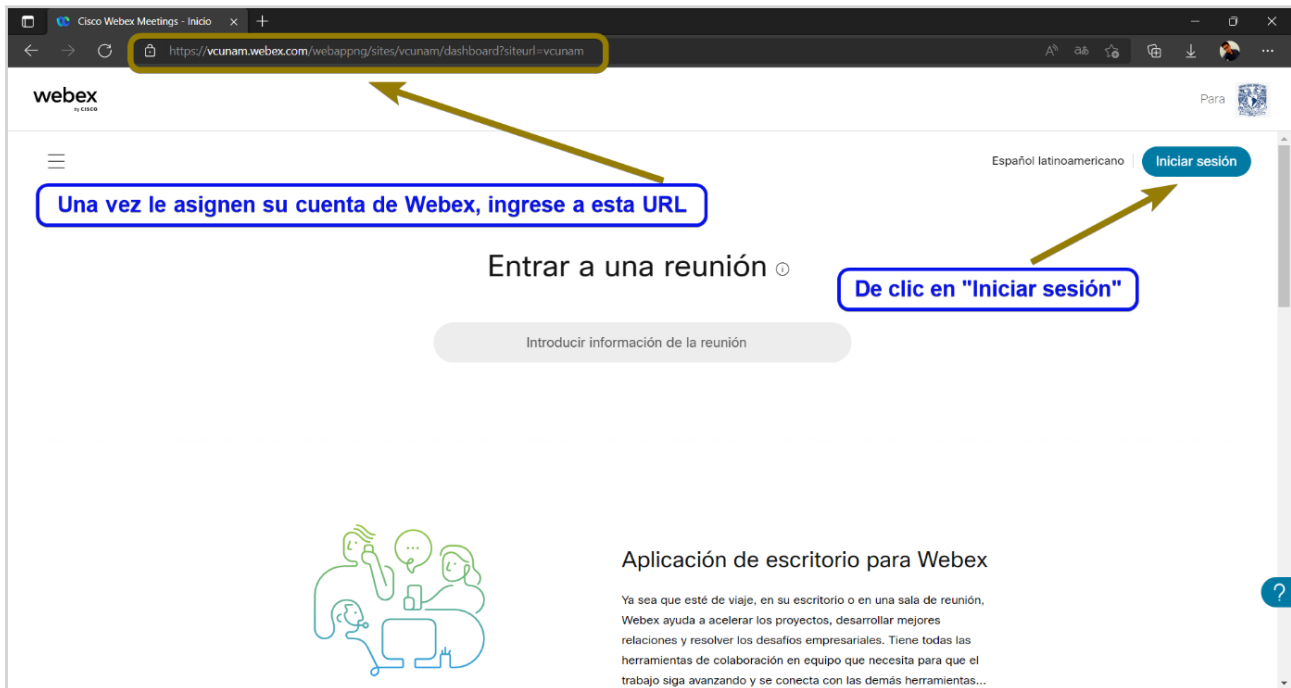 Cisco Webex Meetings - Inicio
https://vcunam.webex.com/webappng/sites/vcunam/dashboard?siteurl=vcunam
webex
by CISCO
Para
Español latinoamericano
Iniciar sesión
Una vez le asignen su cuenta de Webex, ingrese a esta URL
Entrar a una reunión
De clic en "Iniciar sesión"
Introducir información de la reunión
Aplicación de escritorio para Webex
Ya sea que esté de viaje, en su escritorio o en una sala de reunión,
Webex ayuda a acelerar los proyectos, desarrollar mejores
relaciones y resolver los desafíos empresariales. Tiene todas las
herramientas de colaboración en equipo que necesita para que el
trabajo siga avanzando y se conecta con las demás herramientas...
?